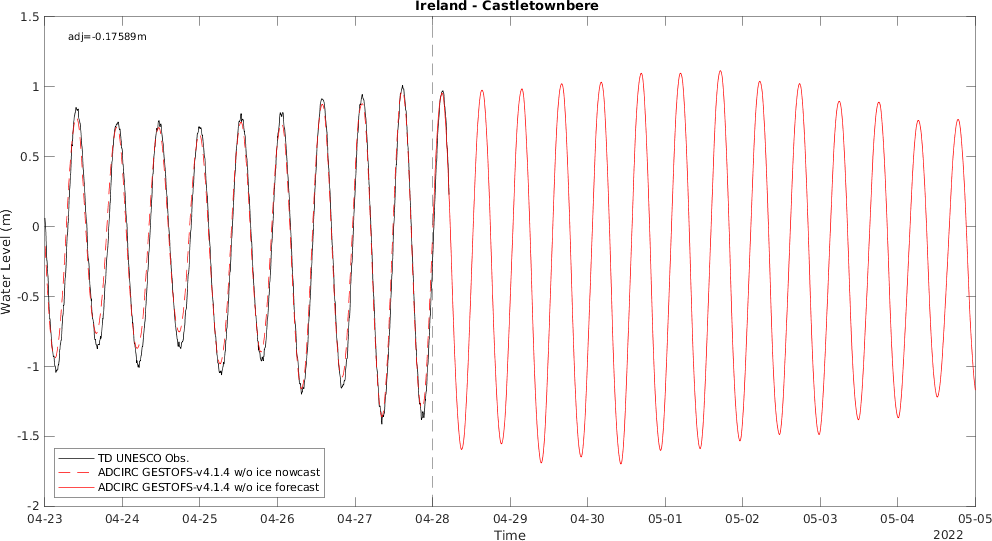 Ireland - Castletownbere
adj=-0.17589m
1.5
1
0.5
0
-0.5
-1
-1.5
-2
Water Level (m)
TD UNESCO Obs.
ADCIRC GESTOFS-v4.1.4 w/o ice nowcast
ADCIRC GESTOFS-v4.1.4 w/o ice forecast
04-23 04-24 04-25 04-26 04-27 04-28 04-29 04-30 05-01 05-02 05-03 05-04 05-05
Time
2022